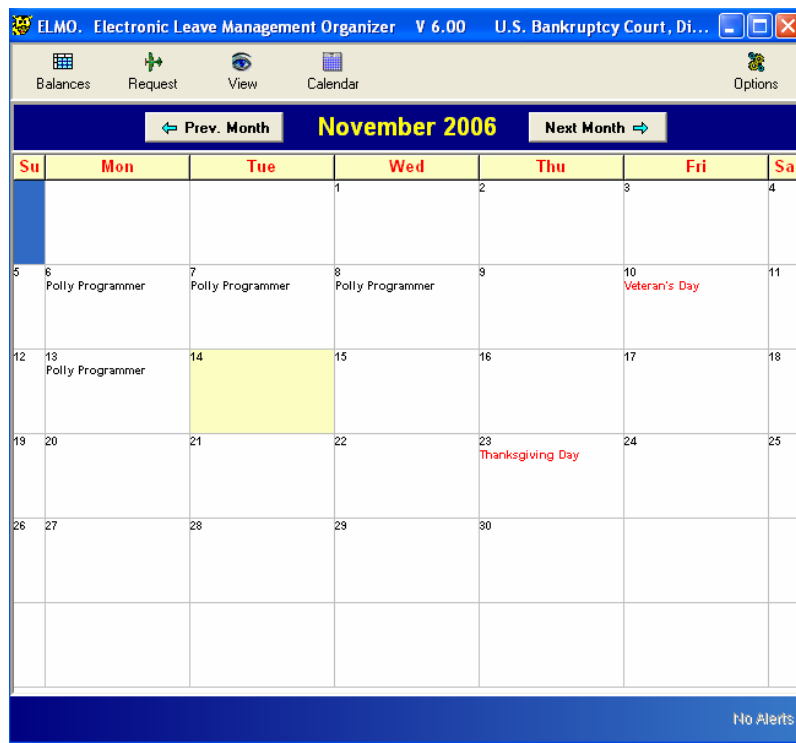 ELMO. Electronic Leave Management Organizer V 6.00 U.S. Bankruptcy Court, Di...
Balances Request View Calendar Options
Prev. Month November 2006 Next Month
Su Mon Tue Wed Thu Fri Sa
1 2 3 4
5 6 7 8 9 10 11
Polly Programmer Polly Programmer Polly Programmer Veteran's Day
12 13 14 15 16 17 18
Polly Programmer
19 20 21 22 23 24 25
Thanksgiving Day
26 27 28 29 30
No Alerts